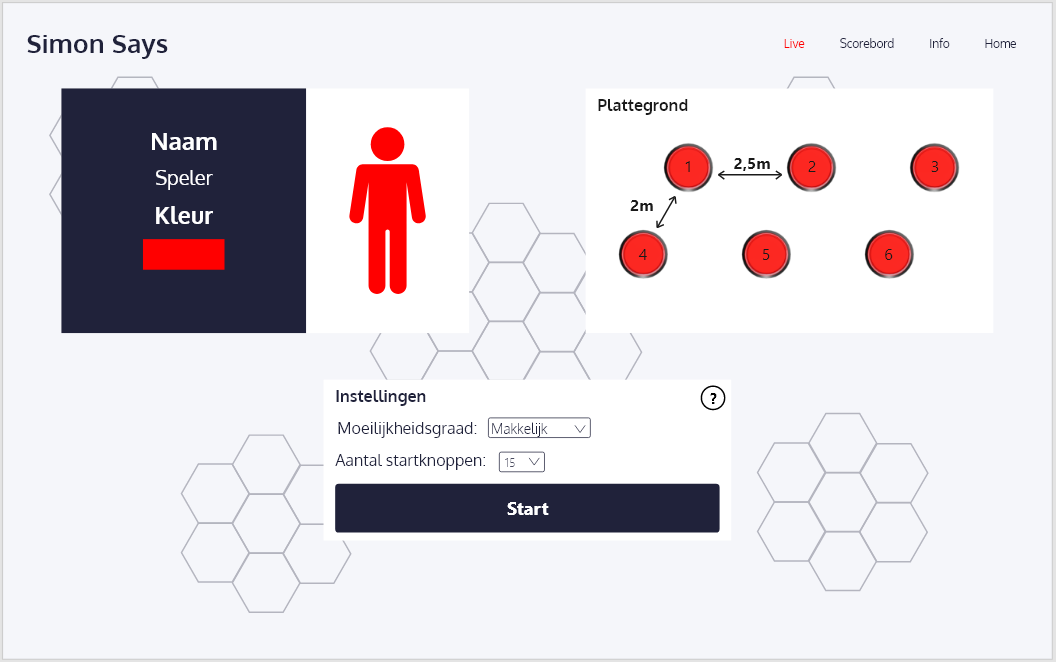 Simon Says
Live Scorebord Info Home
Naam
Speler
Kleur
Plattegrond
1 2,5m 2 3
2m
4 5 6
Instellingen ?
Moeilijkheidsgraad: Makkelijk
Aantal startknoppen: 15
Start